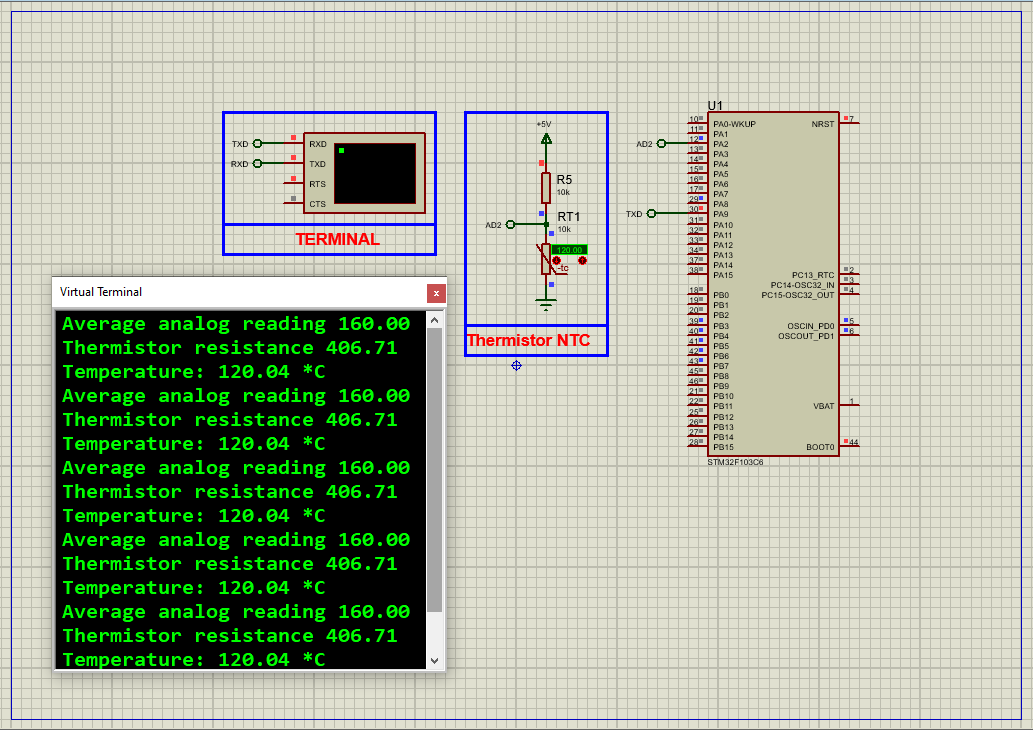 TXD
RXD
RXD
TXD
RTS
CTS
TERMINAL
+5V
R5
10k
AD2
RT1
10k
120.00
-tc
Thermistor NTC
Virtual Terminal
x
Average analog reading 160.00
Thermistor resistance 406.71
Temperature: 120.04 *C
Average analog reading 160.00
Thermistor resistance 406.71
Temperature: 120.04 *C
Average analog reading 160.00
Thermistor resistance 406.71
Temperature: 120.04 *C
Average analog reading 160.00
Thermistor resistance 406.71
Temperature: 120.04 *C
Average analog reading 160.00
Thermistor resistance 406.71
Temperature: 120.04 *C
AD2
TXD
U1
10 PA0-WKUP NRST 7
11 PA1
12 PA2
13 PA3
14 PA4
15 PA5
16 PA6
17 PA7
29 PA8
30 PA9
31 PA10
32 PA11
33 PA12
34 PA13
37 PA14
38 PA15 PC13_RTC 2
PC14-OSC32_IN 3
18 PB0 PC15-OSC32_OUT 4
19 PB1
20 PB2
39 PB3 OSCIN_PD0 5
40 PB4 OSCOUT_PD1 6
41 PB5
42 PB6
43 PB7
45 PB8
46 PB9
21 PB10
22 PB11 VBAT 1
25 PB12
26 PB13
27 PB14
28 PB15 BOOT0 44
STM32F103C6